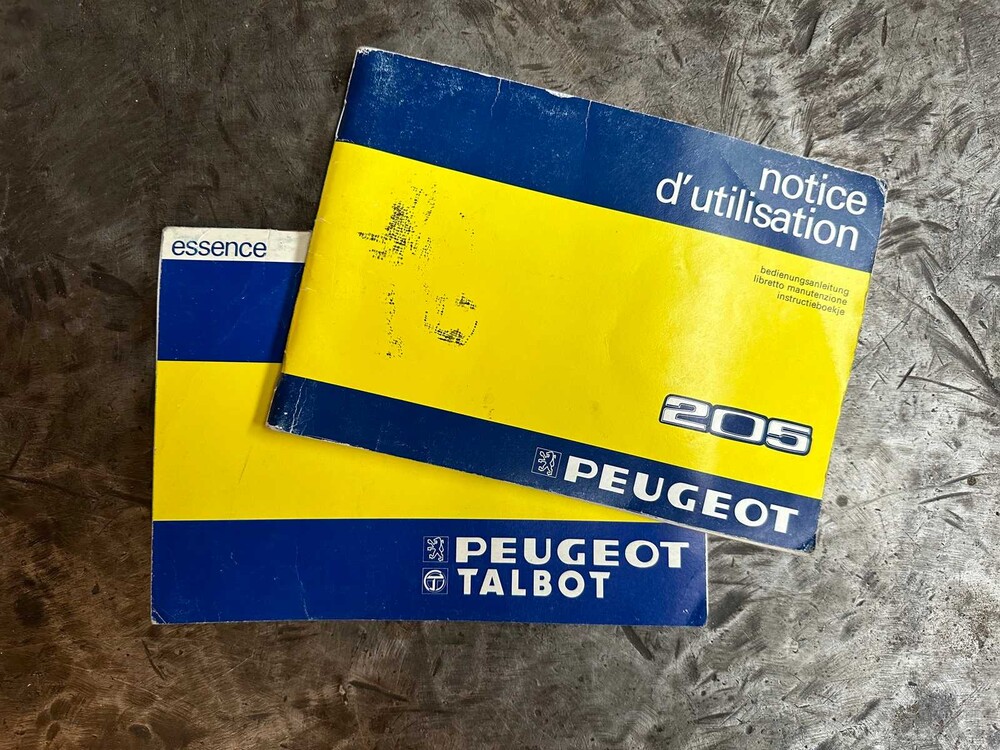 notice
d'utilisation
bedienungsanleitung
libretto manutenzione
instructieboekje
205
PEUGEOT
essence
PEUGEOT
TALBOT